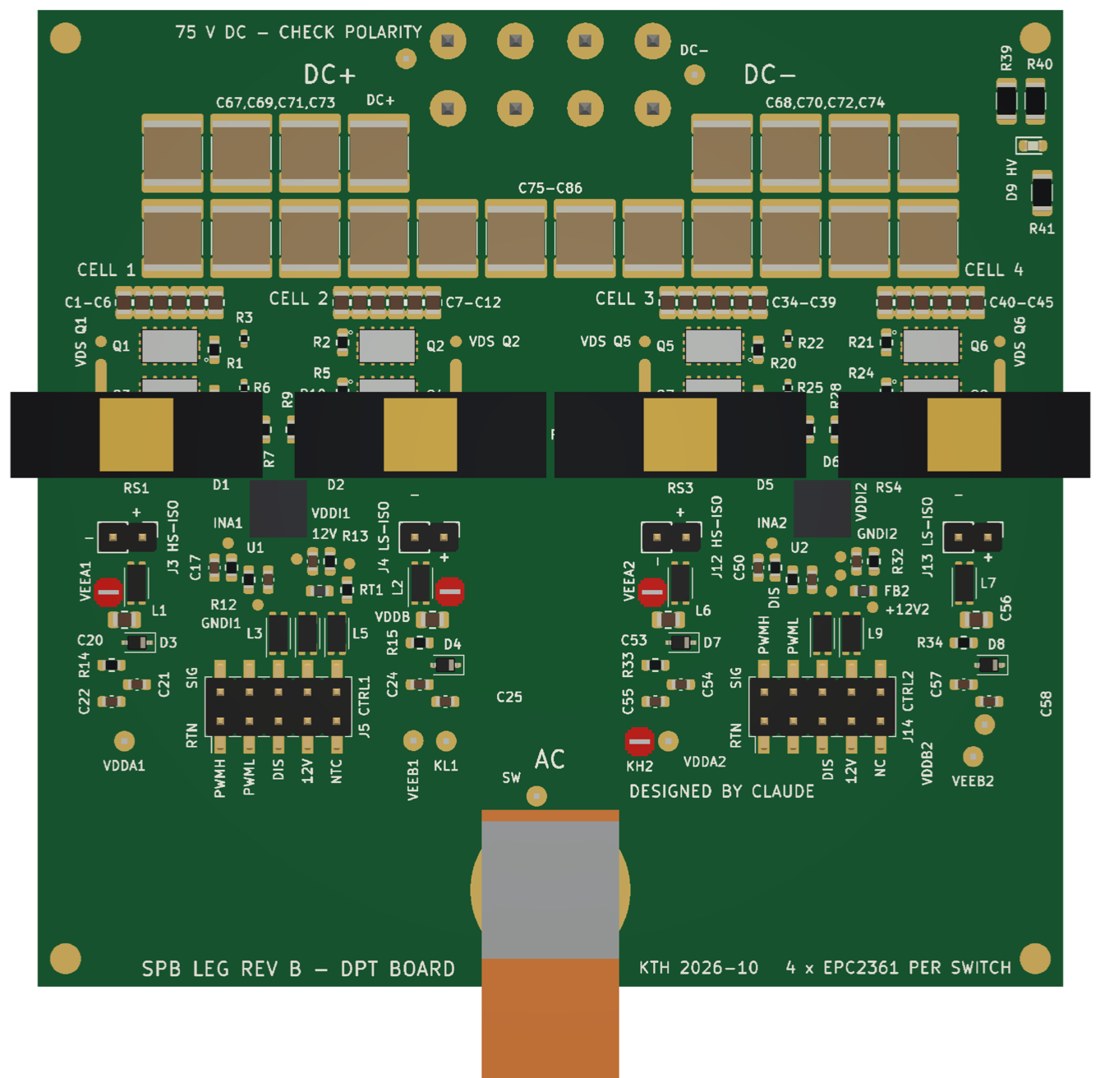 75 V DC - CHECK POLARITY
DC-
R39
R40
DC+
DC-
C67,C69,C71,C73
DC+
C68,C70,C72,C74
D9 HV
C75-C86
R41
CELL 1
CELL 4
C1-C6
CELL 2
C7-C12
CELL 3
C34-C39
C40-C45
VDS Q1
Q1
R3
R1
R2
Q2
VDS Q2
VDS Q5
Q5
R22
R20
R21
Q6
VDS Q6
R6
R5
R25
R24
R9
R28
R7
RS1
D1
D2
RS3
D5
RS4
+
-
J3 HS-ISO
INA1
U1
VDDI1
12V
R13
J4 LS-ISO
-
+
+
-
J12 HS-ISO
INA2
U2
VDDI2
GNDI2
R32
J13 LS-ISO
-
+
VEEA1
C17
L1
R12
GNDI1
RT1
L2
VDDB
VEEA2
C50
DIS
L6
FB2
+12V2
L7
C56
C20
D3
L3
L5
R15
D4
C53
D7
PWMH
PWML
L9
R34
D8
R14
C21
C22
SIG
RTN
J5 CTRL1
C24
C25
R33
C54
C55
SIG
RTN
J14 CTRL2
C57
C58
VDDA1
PWMH
PWML
DIS
12V
NTC
VEEB1
KL1
KH2
VDDA2
DIS
12V
NC
VDDB2
VEEB2
AC
SW
DESIGNED BY CLAUDE
SPB LEG REV B - DPT BOARD
KTH 2026-10
4 x EPC2361 PER SWITCH